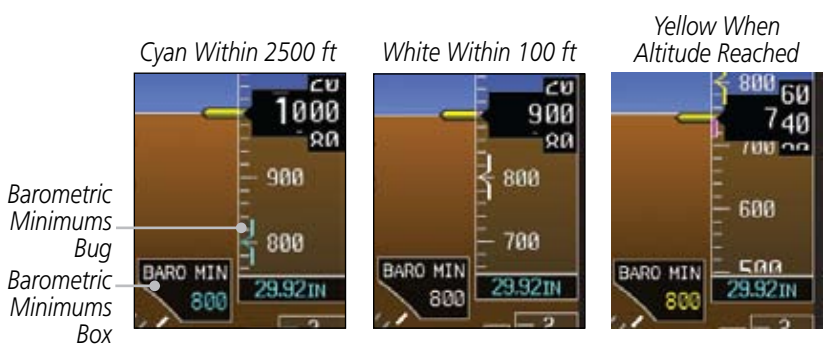 Cyan Within 2500 ft
White Within 100 ft
Yellow When
Altitude Reached
Barometric
Minimums
Bug
Barometric
Minimums
Box
20
1000
80
900
800
BARO MIN
800
29.92IN
20
900
80
800
700
BARO MIN
800
29.92IN
800
60
740
700
600
500
BARO MIN
800
29.92IN